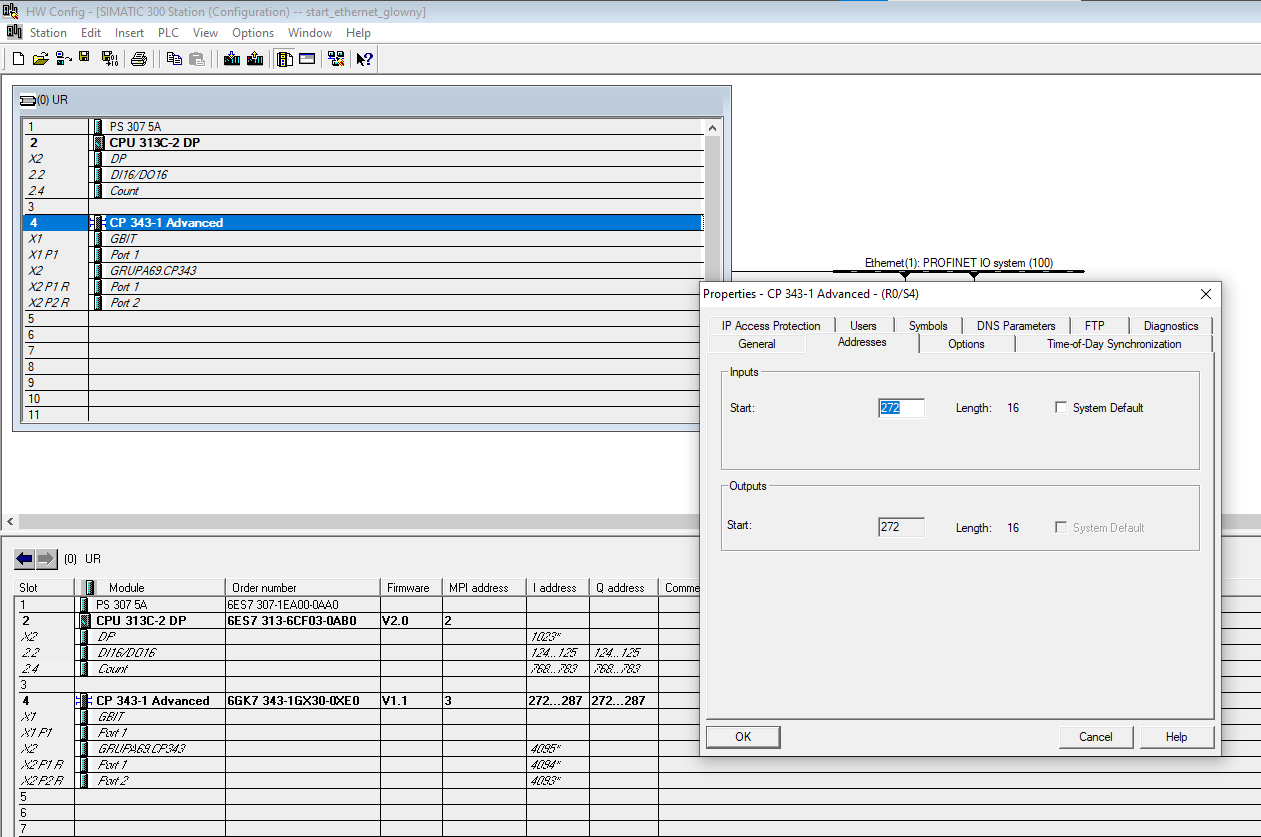 HW Config - [SIMATIC 300 Station (Configuration) -- start_ethernet_glowny]
Station Edit Insert PLC View Options Window Help
(0) UR
1 PS 307 5A
2 CPU 313C-2 DP
X2 DP
2.2 DI16/DO16
2.4 Count
3
4 CP 343-1 Advanced
X1 GBIT
X1 P1 Port 1
X2 GRUPA69.CP343
X2 P1 R Port 1
X2 P2 R Port 2
5
6
7
8
9
10
11
Ethernet(1): PROFINET IO system (100)
Properties - CP 343-1 Advanced - (R0/S4)
IP Access Protection Users Symbols DNS Parameters FTP Diagnostics
General Addresses Options Time-of-Day Synchronization
Inputs
Start: 272 Length: 16 System Default
Outputs
Start: 272 Length: 16 System Default
OK Cancel Help
(0) UR
Slot Module Order number Firmware MPI address I address Q address Comme
1 PS 307 5A 6ES7 307-1EA00-0AA0
2 CPU 313C-2 DP 6ES7 313-6CF03-0AB0 V2.0 2
X2 DP 1023*
2.2 DI16/DO16 124...125 124...125
2.4 Count 768...783 768...783
3
4 CP 343-1 Advanced 6GK7 343-1GX30-0XE0 V1.1 3 272...287 272...287
X1 GBIT
X1 P1 Port 1
X2 GRUPA69.CP343 4095*
X2 P1 R Port 1 4094*
X2 P2 R Port 2 4093*
5
6
7